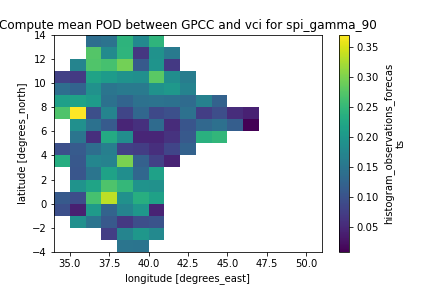 Compute mean POD between GPCC and vci for spi_gamma_90
14
12
10
8
6
4
2
0
−2
−4
latitude [degrees_north]
35.0 37.5 40.0 42.5 45.0 47.5 50.0
longitude [degrees_east]
0.35
0.30
0.25
0.20
0.15
0.10
0.05
histogram_observations_forecas
ts